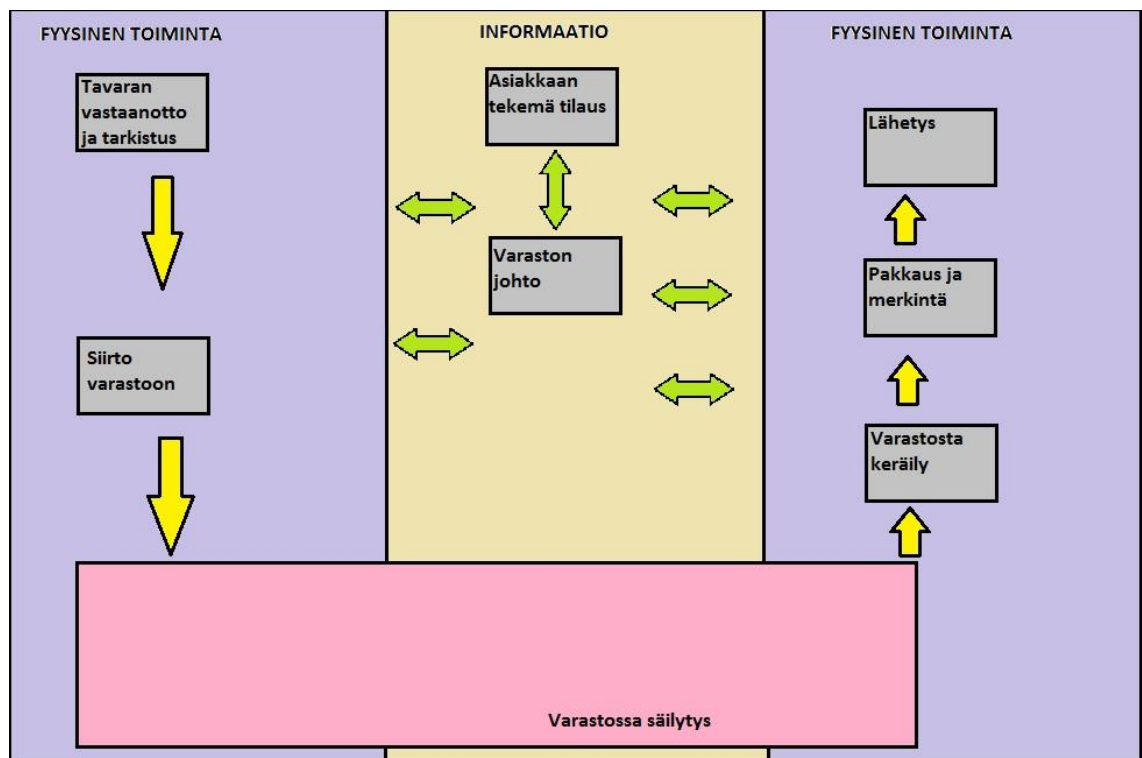 FYYSINEN TOIMINTA
Tavaran
vastaanotto
ja tarkistus
Siirto
varastoon
INFORMAATIO
Asiakkaan
tekemä tilaus
Varaston
johto
FYYSINEN TOIMINTA
Lähetys
Pakkaus ja
merkintä
Varastosta
keräily
Varastossa säilytys